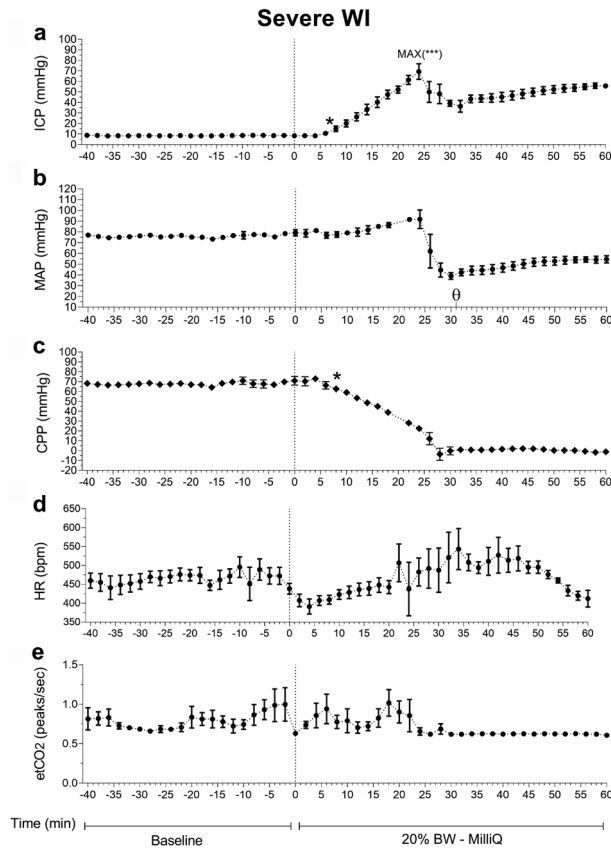 Severe WI
a
ICP (mmHg)
100
90
80
70
60
50
40
30
20
10
0
MAX(***)
*
-40 -35 -30 -25 -20 -15 -10 -5 0 5 10 15 20 25 30 35 40 45 50 55 60
b
MAP (mmHg)
120
110
100
90
80
70
60
50
40
30
20
10
θ
-40 -35 -30 -25 -20 -15 -10 -5 0 5 10 15 20 25 30 35 40 45 50 55 60
c
CPP (mmHg)
100
90
80
70
60
50
40
30
20
10
0
-10
-20
*
-40 -35 -30 -25 -20 -15 -10 -5 0 5 10 15 20 25 30 35 40 45 50 55 60
d
HR (bpm)
650
600
550
500
450
400
350
-40 -35 -30 -25 -20 -15 -10 -5 0 5 10 15 20 25 30 35 40 45 50 55 60
e
etCO2 (peaks/sec)
1.5
1.0
0.5
0.0
-40 -35 -30 -25 -20 -15 -10 -5 0 5 10 15 20 25 30 35 40 45 50 55 60
Time (min)
Baseline
20% BW - MilliQ